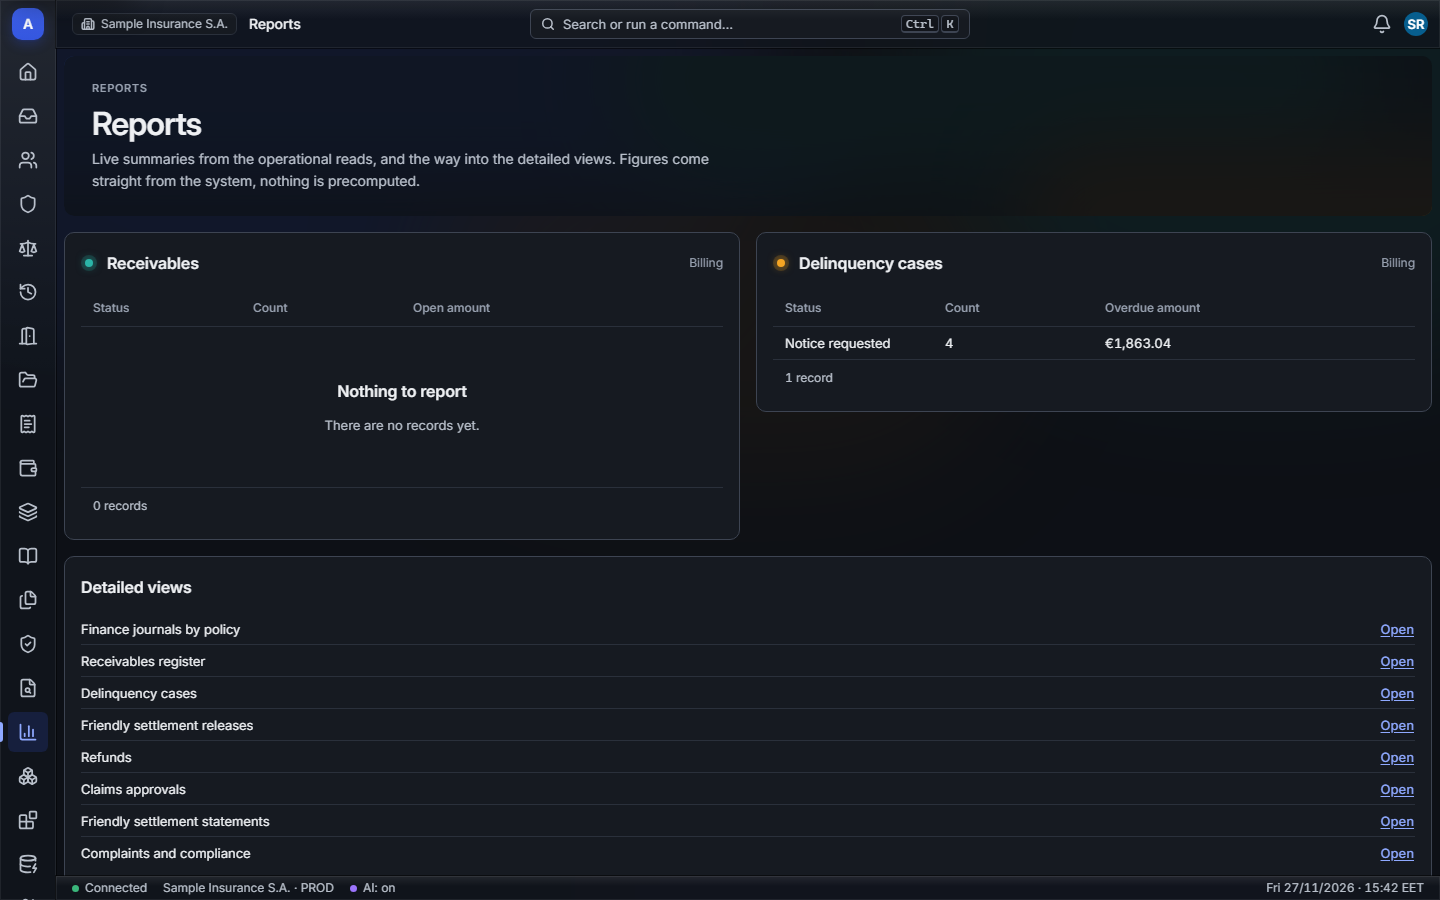 A
Sample Insurance S.A.
Reports
Search or run a command...
Ctrl K
SR
REPORTS
Reports
Live summaries from the operational reads, and the way into the detailed views. Figures come
straight from the system, nothing is precomputed.
Receivables
Billing
Status Count Open amount
Nothing to report
There are no records yet.
0 records
Delinquency cases
Billing
Status Count Overdue amount
Notice requested 4 €1,863.04
1 record
Detailed views
Finance journals by policy Open
Receivables register Open
Delinquency cases Open
Friendly settlement releases Open
Refunds Open
Claims approvals Open
Friendly settlement statements Open
Complaints and compliance Open
Connected Sample Insurance S.A. · PROD AI: on Fri 27/11/2026 · 15:42 EET